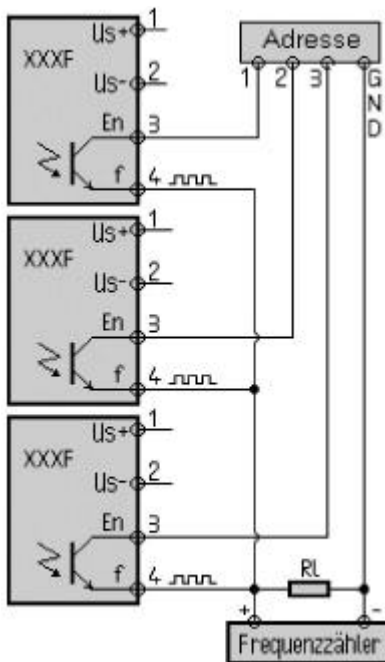 Us+ 1
XXXF
Us- 2
En 3
f 4
Adresse
1 2 3 GND
Us+ 1
XXXF
Us- 2
En 3
f 4
Us+ 1
XXXF
Us- 2
En 3
f 4
Rl
+ -
Frequenzzähler